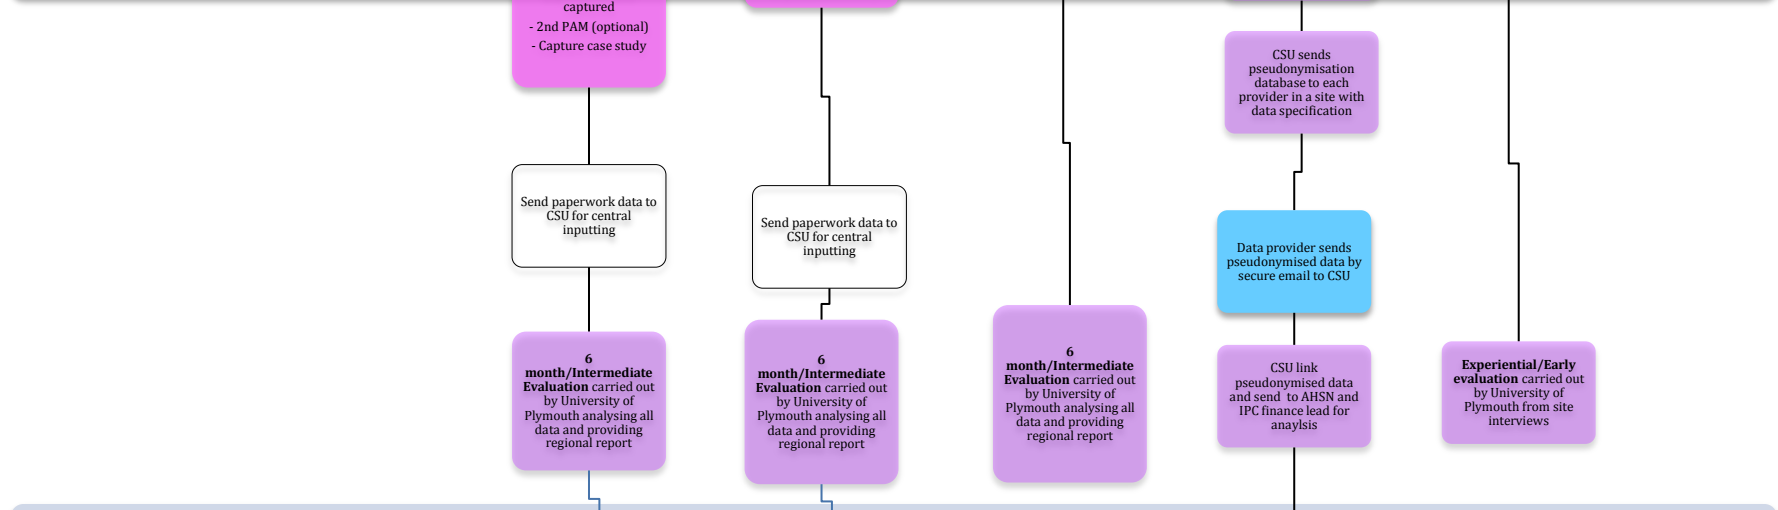 captured
- 2nd PAM (optional)
- Capture case study
Send paperwork data to
CSU for central
inputting
6
month/Intermediate
Evaluation carried out
by University of
Plymouth analysing all
data and providing
regional report
Send paperwork data to
CSU for central
inputting
6
month/Intermediate
Evaluation carried out
by University of
Plymouth analysing all
data and providing
regional report
6
month/Intermediate
Evaluation carried out
by University of
Plymouth analysing all
data and providing
regional report
CSU sends
pseudonymisation
database to each
provider in a site with
data specification
Data provider sends
pseudonymised data by
secure email to CSU
CSU link
pseudonymised data
and send to AHSN and
IPC finance lead for
anaylsis
Experiential/Early
evaluation carried out
by University of
Plymouth from site
interviews